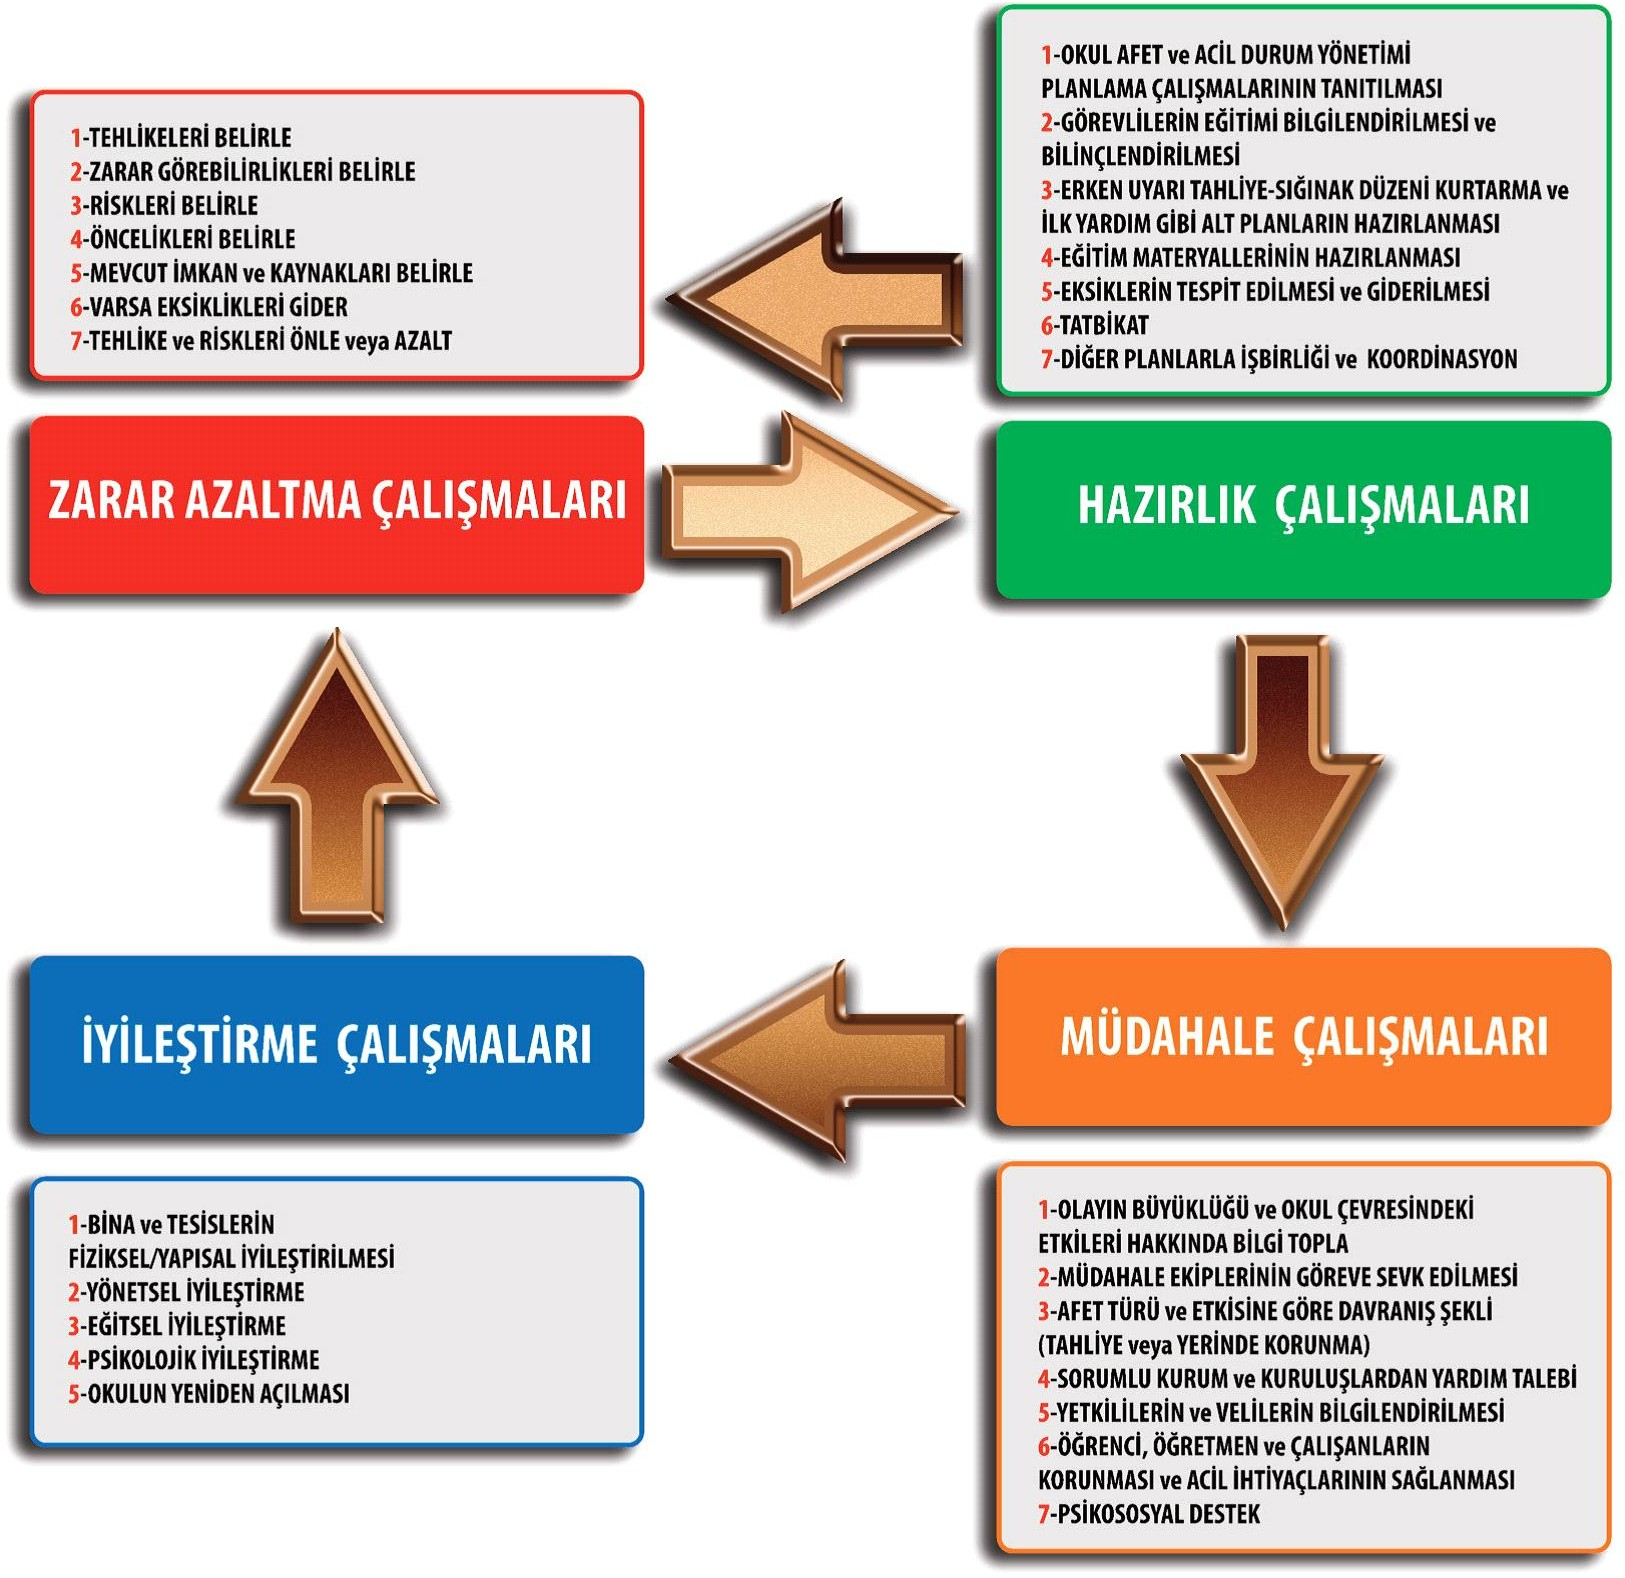 1-TEHLİKELERİ BELİRLE
2-ZARAR GÖREBİLİRLİKLERİ BELİRLE
3-RİSKLERİ BELİRLE
4-ÖNCELİKLERİ BELİRLE
5-MEVCUT İMKAN ve KAYNAKLARI BELİRLE
6-VARSA EKSİKLİKLERİ GİDER
7-TEHLİKE ve RİSKLERİ ÖNLE veya AZALT
ZARAR AZALTMA ÇALIŞMALARI
1-OKUL AFET ve ACİL DURUM YÖNETİMİ
PLANLAMA ÇALIŞMALARININ TANITILMASI
2-GÖREVLİLERİN EĞİTİMİ BİLGİLENDİRİLMESİ ve
BİLİNÇLENDİRİLMESİ
3-ERKEN UYARI TAHLİYE-SIĞINAK DÜZENİ KURTARMA ve
İLK YARDIM GİBİ ALT PLANLARIN HAZIRLANMASI
4-EĞİTİM MATERYALLERİNİN HAZIRLANMASI
5-EKSİKLERİN TESPİT EDİLMESİ ve GİDERİLMESİ
6-TATBİKAT
7-DİĞER PLANLARLA İŞBİRLİĞİ ve KOORDİNASYON
HAZIRLIK ÇALIŞMALARI
MÜDAHALE ÇALIŞMALARI
1-OLAYIN BÜYÜKLÜĞÜ ve OKUL ÇEVRESİNDEKİ
ETKİLERİ HAKKINDA BİLGİ TOPLA
2-MÜDAHALE EKİPLERİNİN GÖREVE SEVK EDİLMESİ
3-AFET TÜRÜ ve ETKİSİNE GÖRE DAVRANIŞ ŞEKLİ
(TAHLİYE veya YERİNDE KORUNMA)
4-SORUMLU KURUM ve KURULUŞLARDAN YARDIM TALEBİ
5-YETKİLİLERİN ve VELİLERİN BİLGİLENDİRİLMESİ
6-ÖĞRENCİ, ÖĞRETMEN ve ÇALIŞANLARIN
KORUNMASI ve ACİL İHTİYAÇLARININ SAĞLANMASI
7-PSİKOSOSYAL DESTEK
İYİLEŞTİRME ÇALIŞMALARI
1-BİNA ve TESİSLERİN
FİZİKSEL/YAPISAL İYİLEŞTİRİLMESİ
2-YÖNETSEL İYİLEŞTİRME
3-EĞİTSEL İYİLEŞTİRME
4-PSİKOLOJİK İYİLEŞTİRME
5-OKULUN YENİDEN AÇILMASI